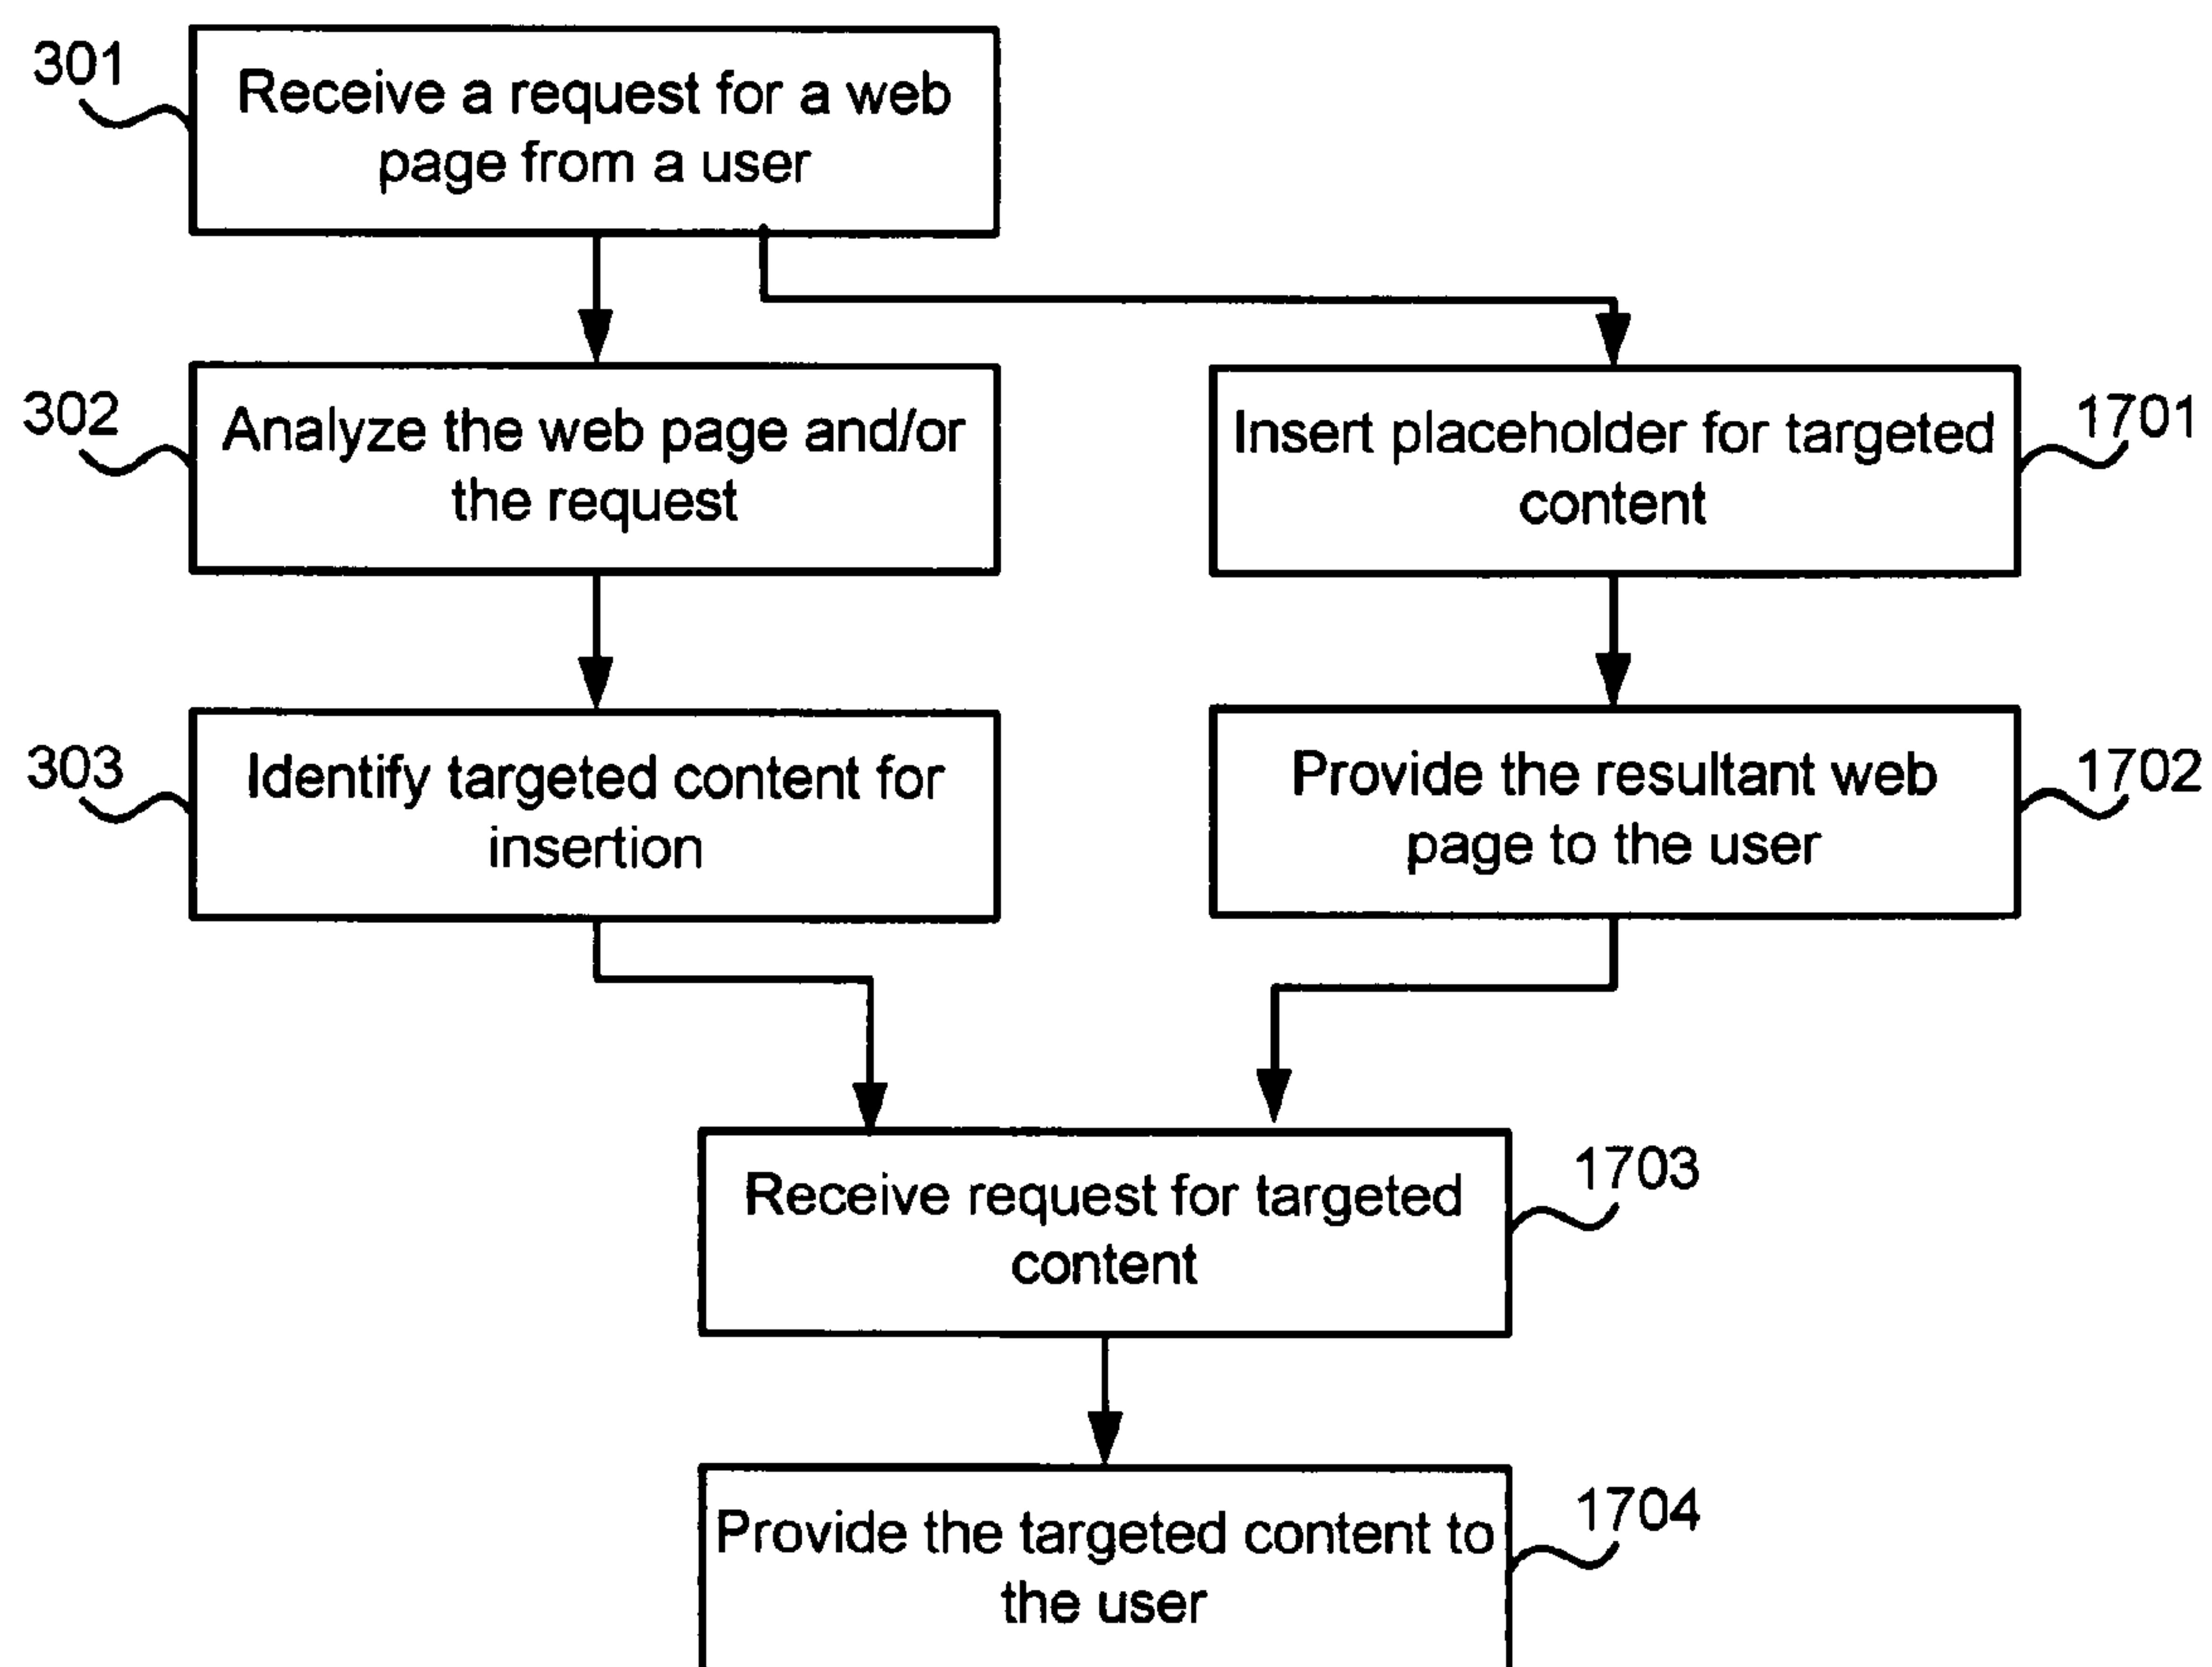 301
Receive a request for a web
page from a user
302
Analyze the web page and/or
the request
Insert placeholder for targeted
content
1701
303
Identify targeted content for
insertion
Provide the resultant web
page to the user
1702
Receive request for targeted
content
1703
Provide the targeted content to
the user
1704